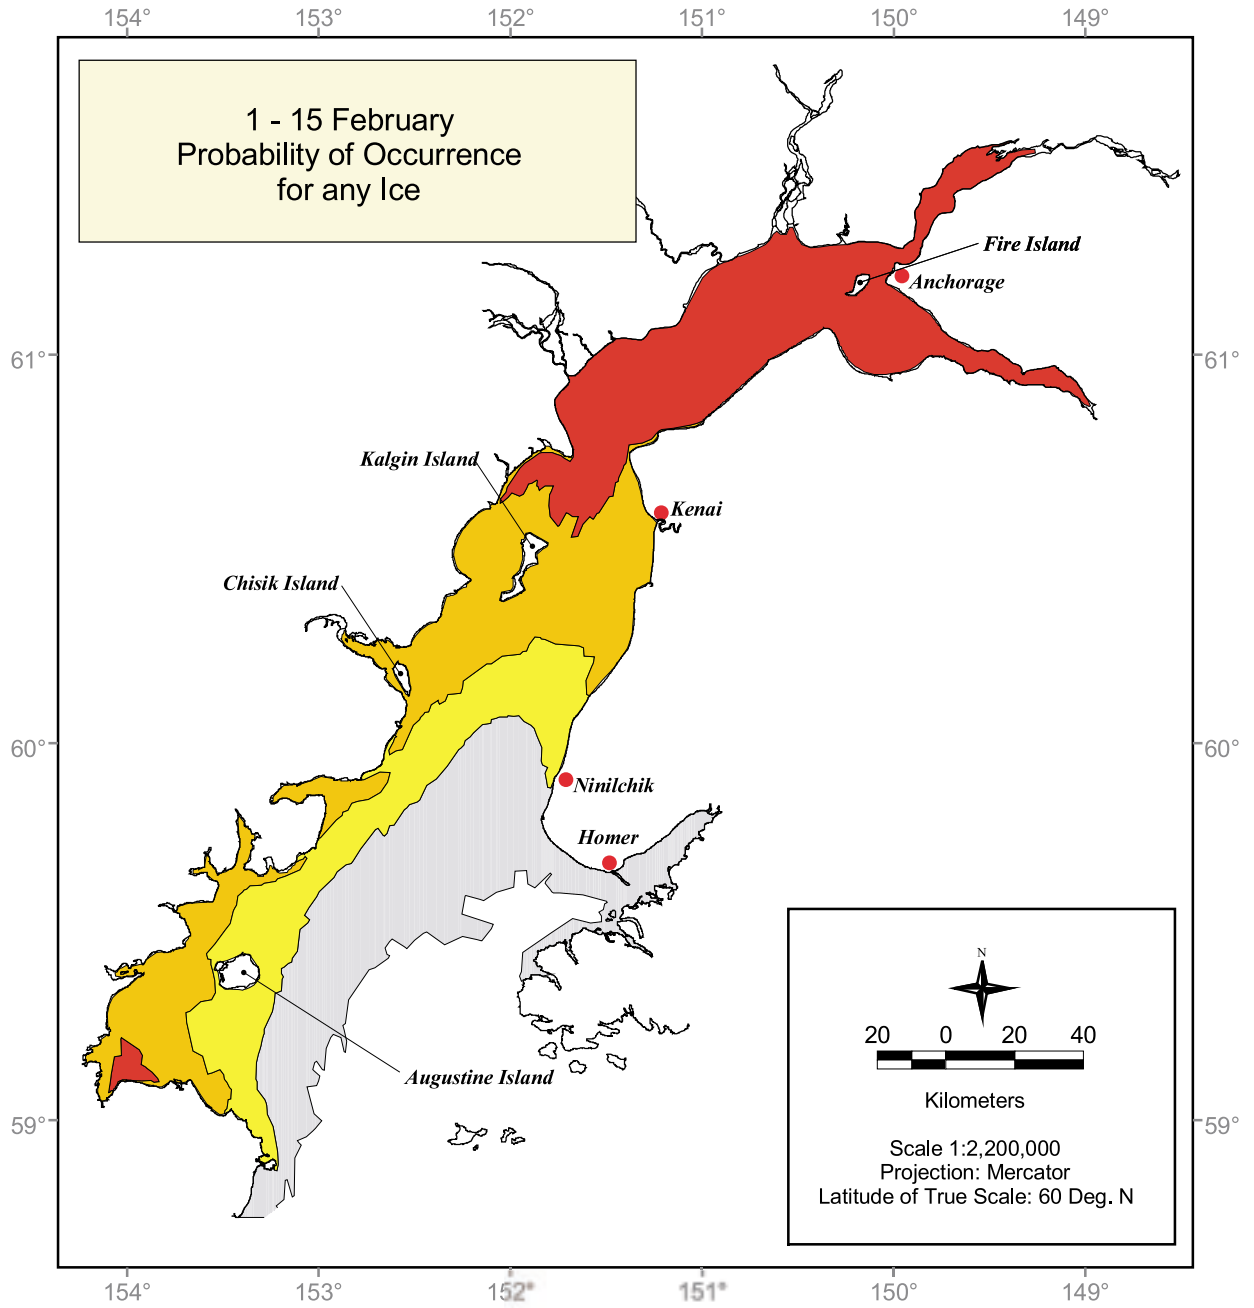 154° 153° 152° 151° 150° 149°
1 - 15 February
Probability of Occurrence
for any Ice
Fire Island
Anchorage
61° 61°
Kalgin Island
Kenai
Chisik Island
60° 60°
Ninilchik
Homer
N
20 0 20 40
Augustine Island
Kilometers
59° 59°
Scale 1:2,200,000
Projection: Mercator
Latitude of True Scale: 60 Deg. N
154° 153° 152° 151° 150° 149°